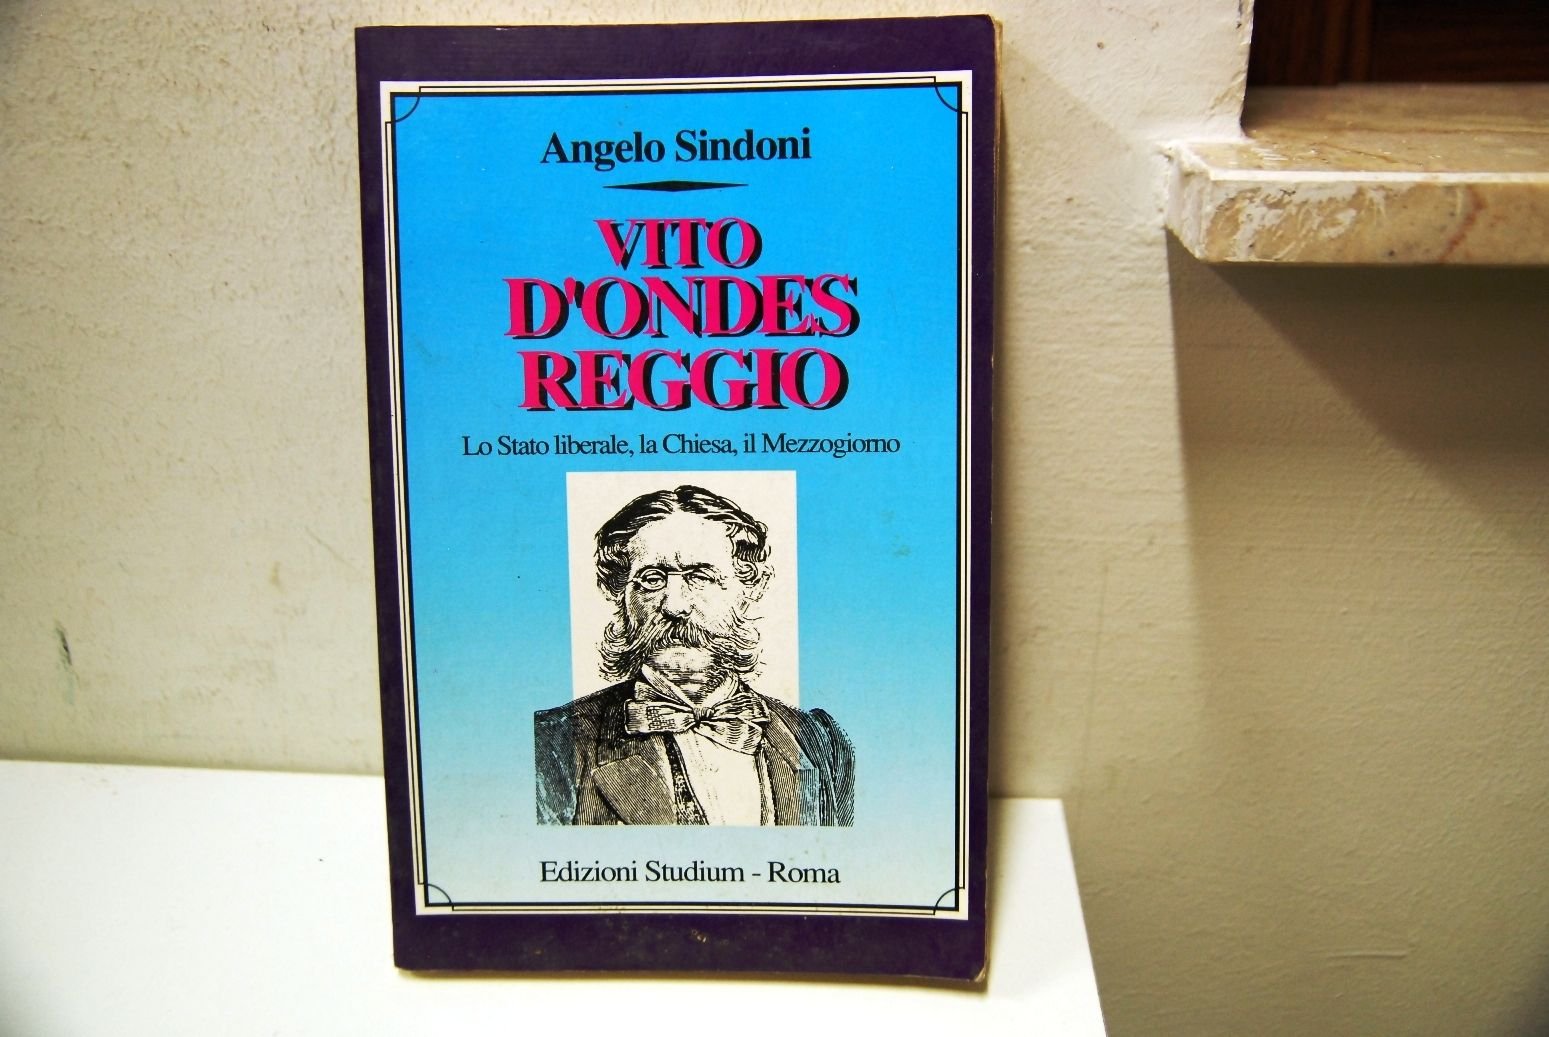 Angelo Sindoni
VITO
D'ONDES
REGGIO
Lo Stato liberale, la Chiesa, il Mezzogiorno
Edizioni Studium - Roma